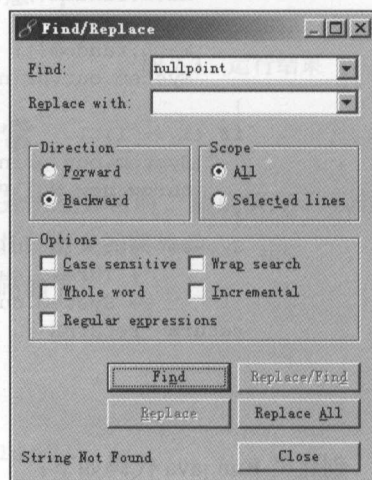 Find/Replace
Find: nullpoint
Replace with:
Direction Scope
Forward All
Backward Selected lines
Options
Case sensitive Wrap search
Whole word Incremental
Regular expressions
Find Replace/Find
Replace Replace All
String Not Found Close